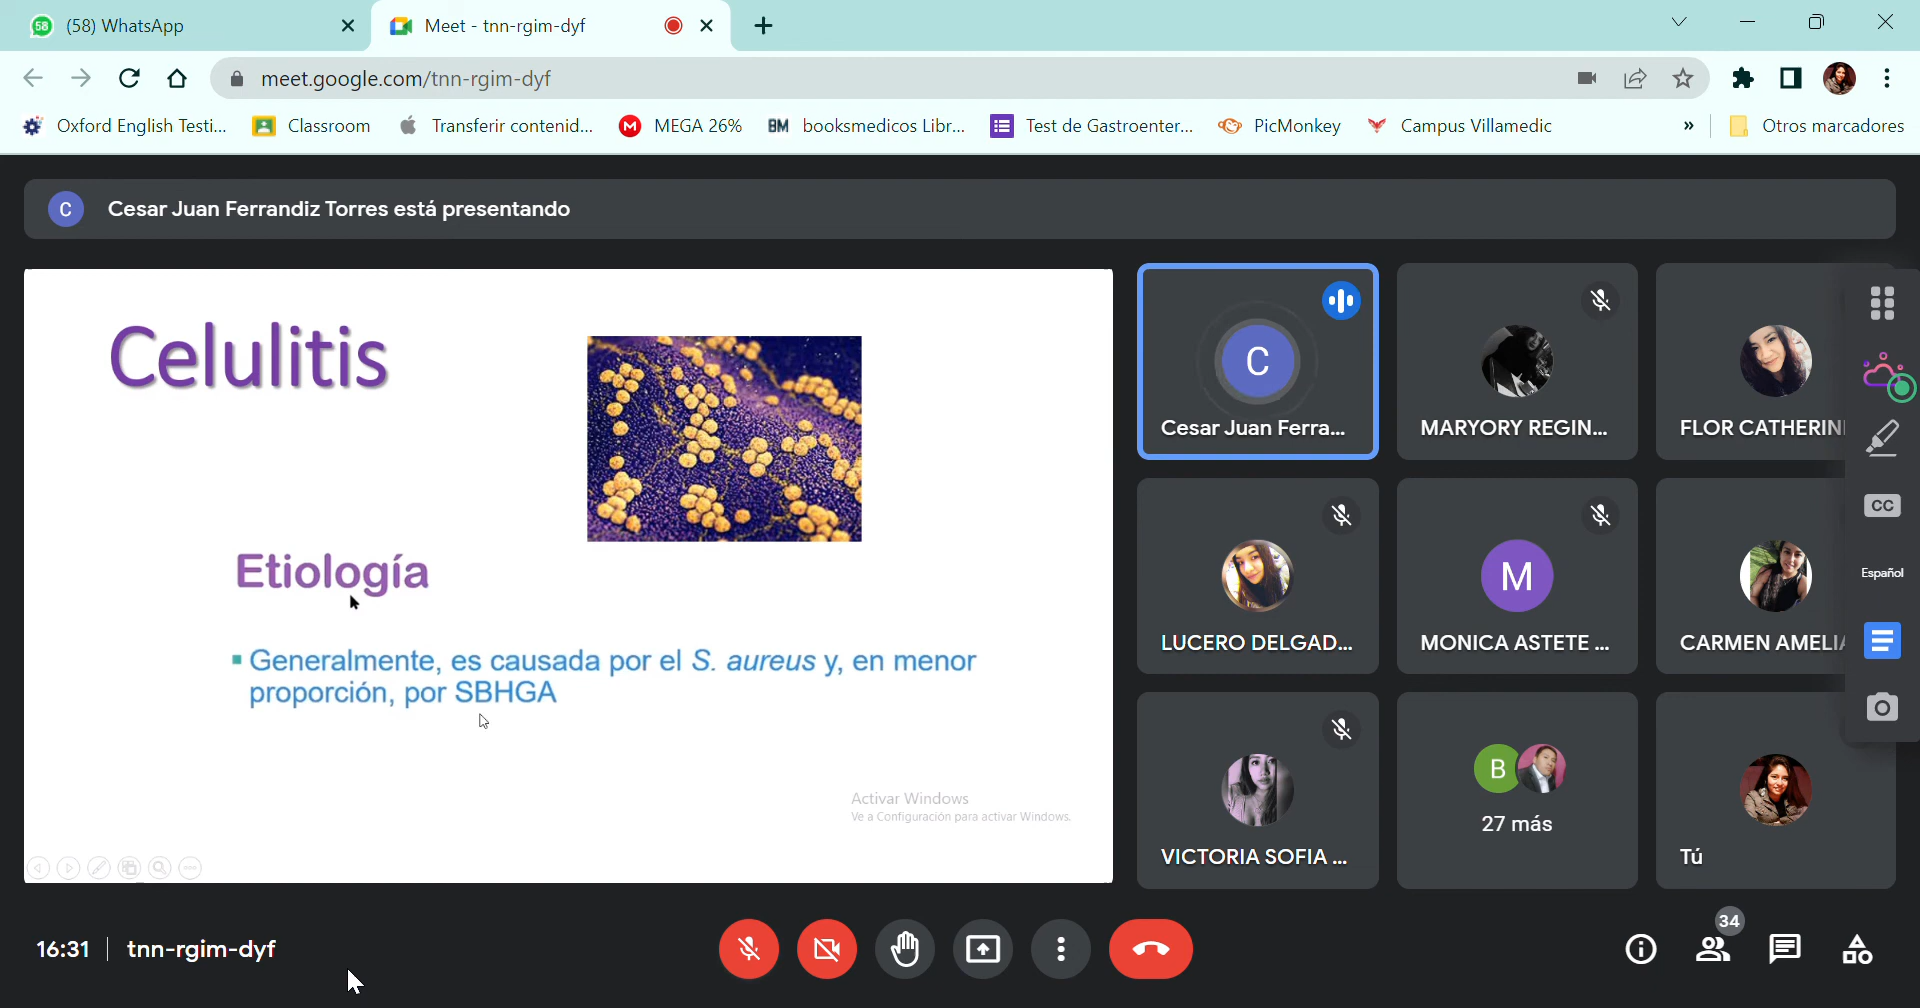 58
(58) WhatsApp
Meet - tnn-rgim-dyf
meet.google.com/tnn-rgim-dyf
Oxford English Testi...
Classroom
Transferir contenid...
M
MEGA 26%
BM
booksmedicos Libr...
Test de Gastroenter...
PicMonkey
Campus Villamedic
»
Otros marcadores
C
Cesar Juan Ferrandiz Torres está presentando
Celulitis
Etiología
Generalmente, es causada por el S. aureus y, en menor
proporción, por SBHGA
Activar Windows
Ve a Configuración para activar Windows.
C
Cesar Juan Ferra...
MARYORY REGIN...
FLOR CATHERIN
LUCERO DELGAD...
M
MONICA ASTETE ...
CARMEN AMELIA
VICTORIA SOFIA ...
B
27 más
Tú
CC
Español
16:31
tnn-rgim-dyf
34